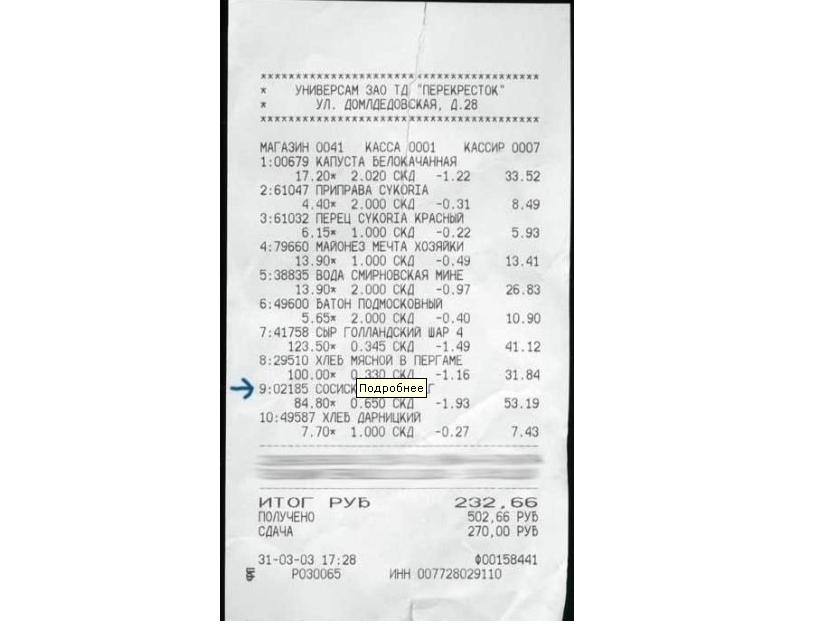 ****************************************
* УНИВЕРСАМ ЗАО ТД "ПЕРЕКРЕСТОК"
* УЛ. ДОМЛДЕДОВСКАЯ, Д.28
****************************************
МАГАЗИН 0041 КАССА 0001 КАССИР 0007
1:00679 КАПУСТА БЕЛОКАЧАННАЯ
17.20* 2.020 СКД -1.22 33.52
2:61047 ПРИПРАВА CYKORIA
4.40* 2.000 СКД -0.31 8.49
3:61032 ПЕРЕЦ CYKORIA КРАСНЫЙ
6.15* 1.000 СКД -0.22 5.93
4:79660 МАЙОНЕЗ МЕЧТА ХОЗЯЙКИ
13.90* 1.000 СКД -0.49 13.41
5:38835 ВОДА СМИРНОВСКАЯ МИНЕ
13.90* 2.000 СКД -0.97 26.83
6:49600 БАТОН ПОДМОСКОВНЫЙ
5.65* 2.000 СКД -0.40 10.90
7:41758 СЫР ГОЛЛАНДСКИЙ ШАР 4
123.50* 0.345 СКД -1.49 41.12
8:29510 ХЛЕБ МЯСНОЙ В ПЕРГАМЕ
100.00* 0.330 СКД -1.16 31.84
9:02185 Подробнее
84.80* 0.650 СКД -1.93 53.19
10:49587 ХЛЕБ ДАРНИЦКИЙ
7.70* 1.000 СКД -0.27 7.43
ИТОГ РУБ 232,66
ПОЛУЧЕНО 502,66 РУБ
СДАЧА 270,00 РУБ
31-03-03 17:28 Ф00158441
Р030065 ИНН 007728029110